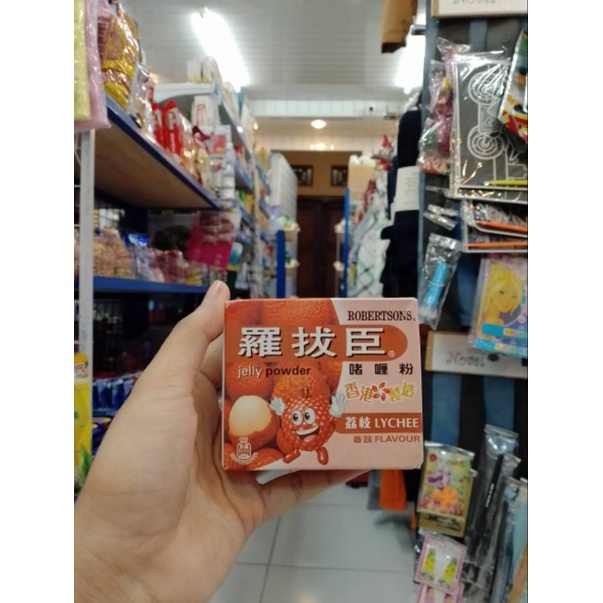 ROBERTSONS®
羅拔臣®
jelly powder
啫喱粉
香港製造
荔枝 LYCHEE
香味 FLAVOUR